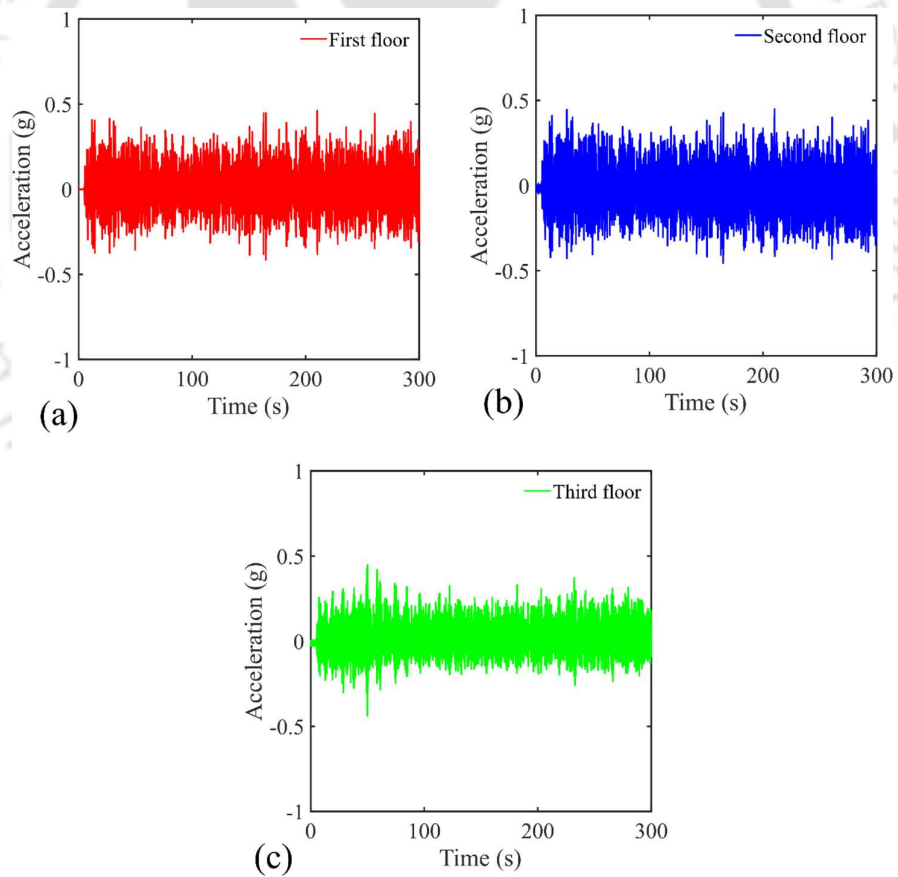 First floor
1
0.5
0
-0.5
-1
Acceleration (g)
0 100 200 300
Time (s)
(a)
Second floor
1
0.5
0
-0.5
-1
Acceleration (g)
0 100 200 300
Time (s)
(b)
Third floor
1
0.5
0
-0.5
-1
Acceleration (g)
0 100 200 300
Time (s)
(c)